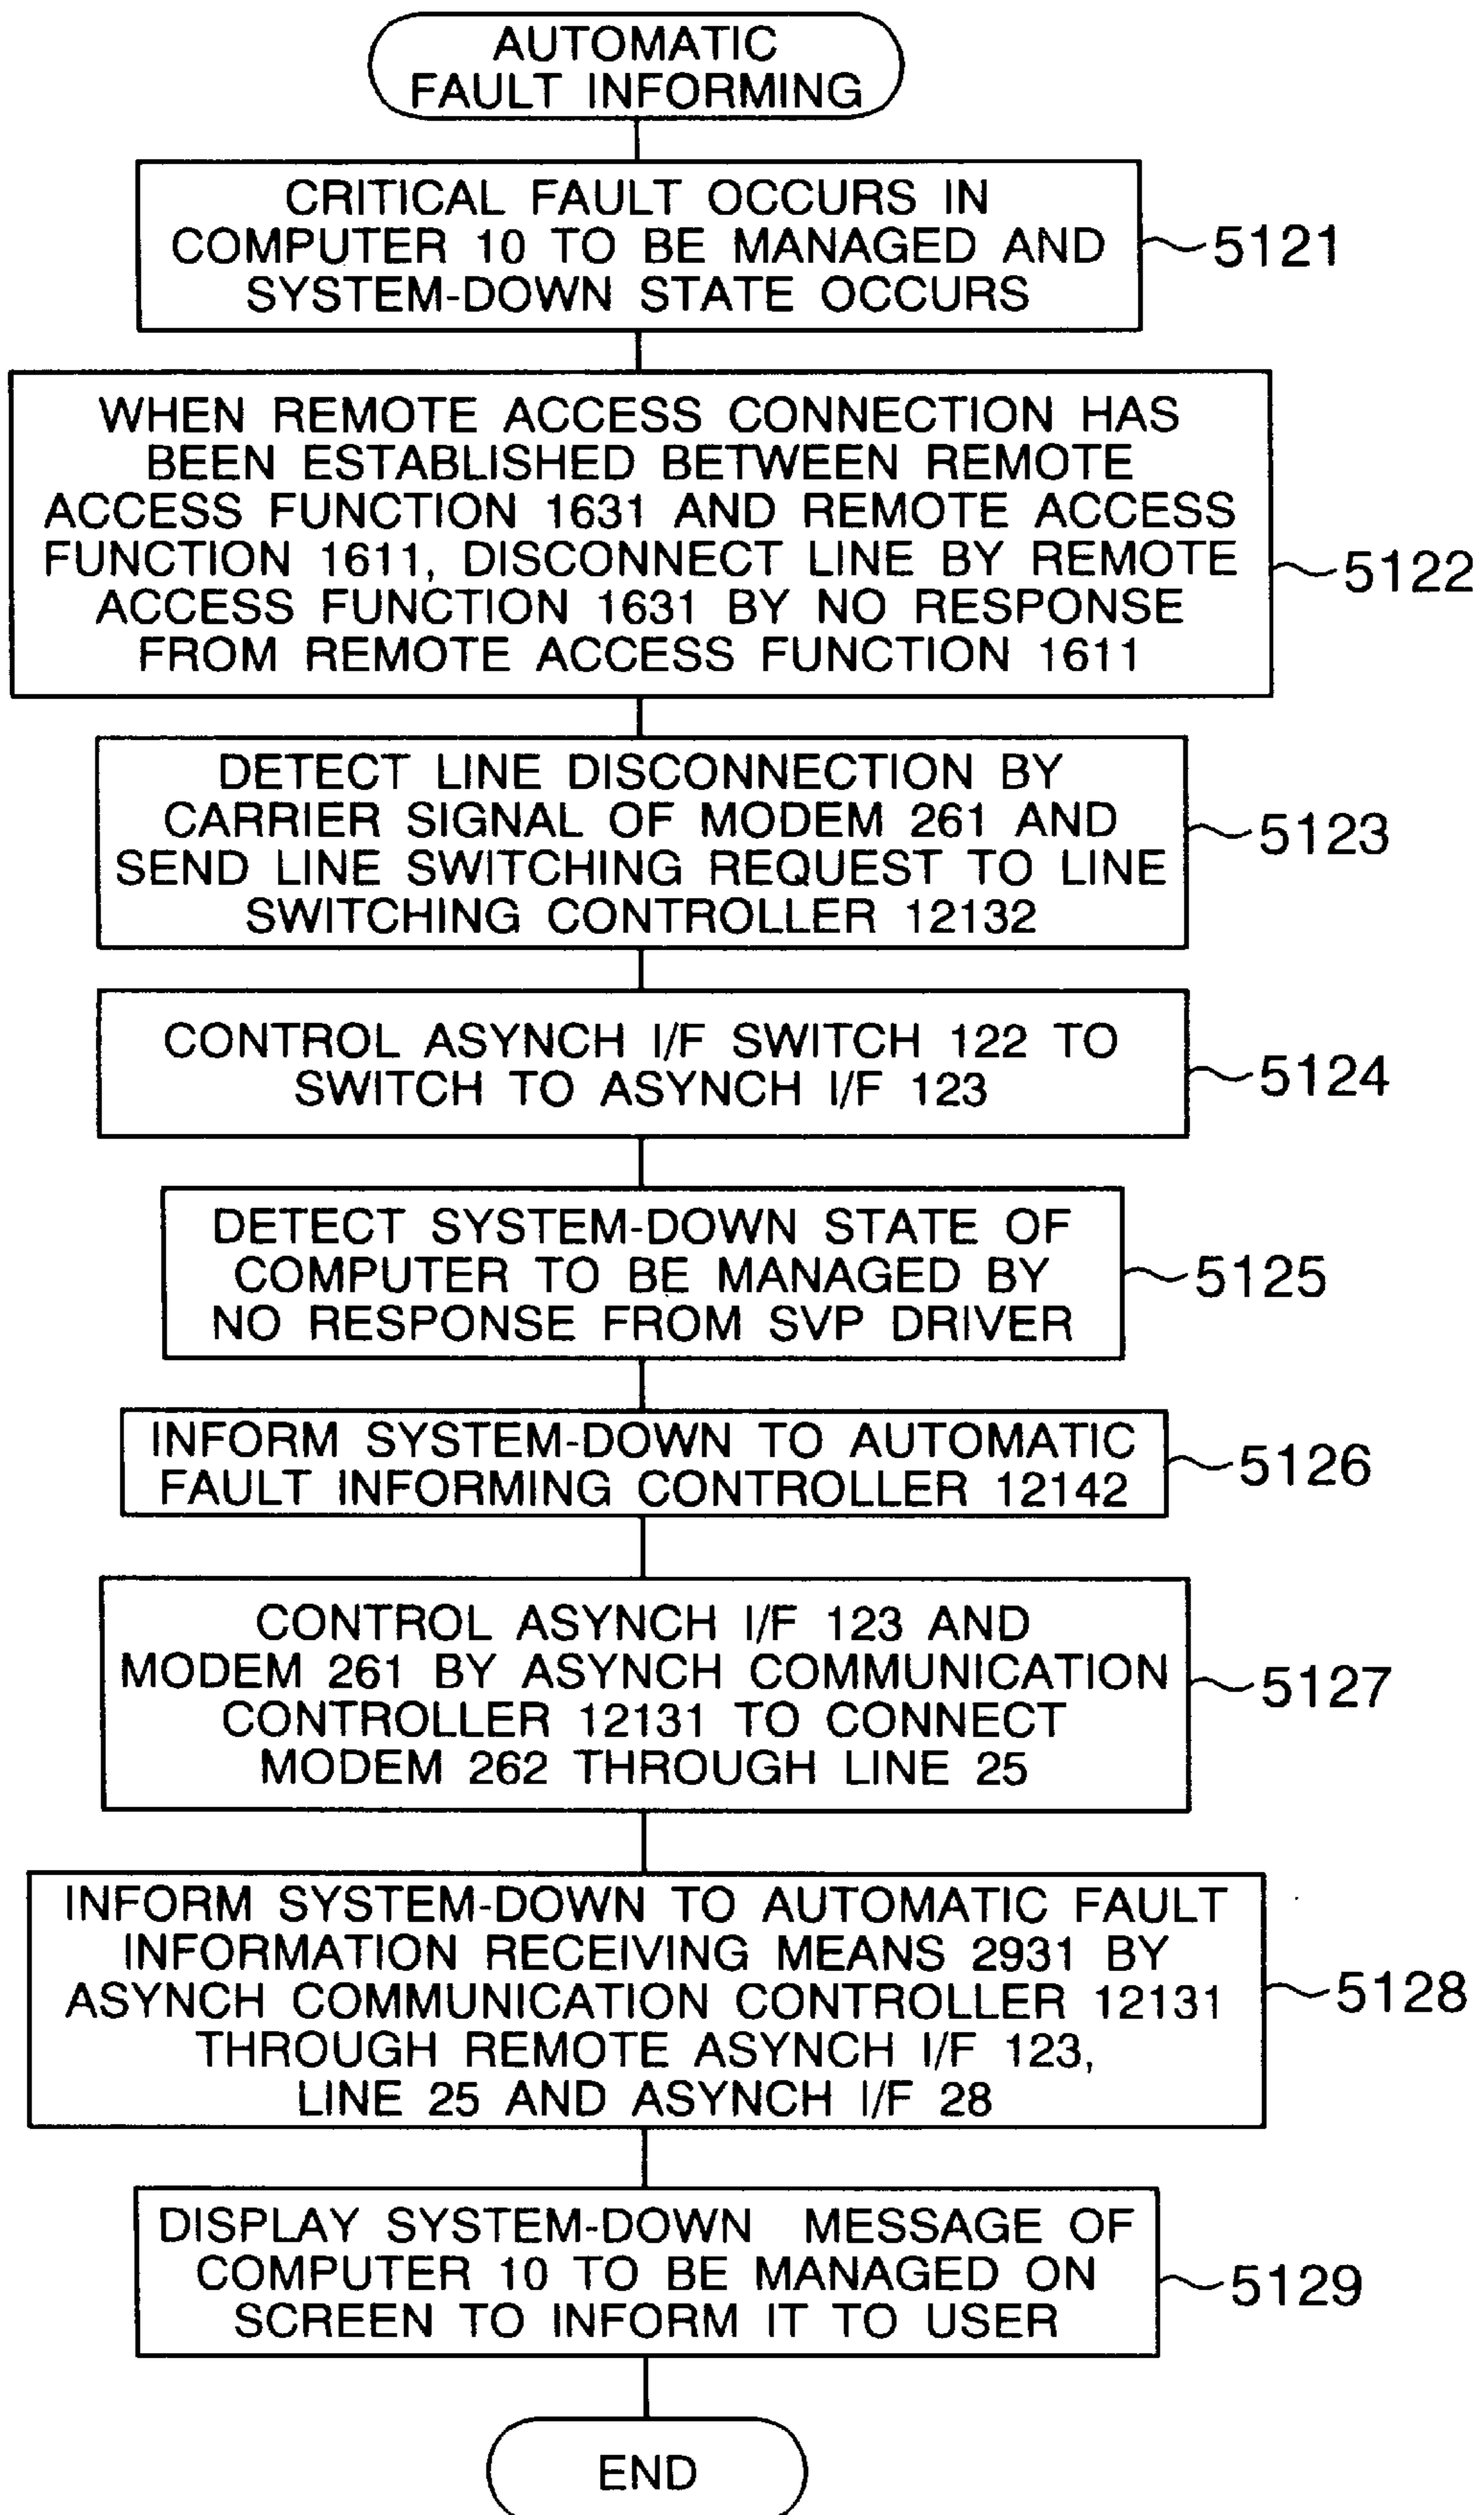 AUTOMATIC
FAULT INFORMING
CRITICAL FAULT OCCURS IN
COMPUTER 10 TO BE MANAGED AND
SYSTEM-DOWN STATE OCCURS
5121
WHEN REMOTE ACCESS CONNECTION HAS
BEEN ESTABLISHED BETWEEN REMOTE
ACCESS FUNCTION 1631 AND REMOTE ACCESS
FUNCTION 1611, DISCONNECT LINE BY REMOTE
ACCESS FUNCTION 1631 BY NO RESPONSE
FROM REMOTE ACCESS FUNCTION 1611
5122
DETECT LINE DISCONNECTION BY
CARRIER SIGNAL OF MODEM 261 AND
SEND LINE SWITCHING REQUEST TO LINE
SWITCHING CONTROLLER 12132
5123
CONTROL ASYNCH I/F SWITCH 122 TO
SWITCH TO ASYNCH I/F 123
5124
DETECT SYSTEM-DOWN STATE OF
COMPUTER TO BE MANAGED BY
NO RESPONSE FROM SVP DRIVER
5125
INFORM SYSTEM-DOWN TO AUTOMATIC
FAULT INFORMING CONTROLLER 12142
5126
CONTROL ASYNCH I/F 123 AND
MODEM 261 BY ASYNCH COMMUNICATION
CONTROLLER 12131 TO CONNECT
MODEM 262 THROUGH LINE 25
5127
INFORM SYSTEM-DOWN TO AUTOMATIC FAULT
INFORMATION RECEIVING MEANS 2931 BY
ASYNCH COMMUNICATION CONTROLLER 12131
THROUGH REMOTE ASYNCH I/F 123,
LINE 25 AND ASYNCH I/F 28
5128
DISPLAY SYSTEM-DOWN MESSAGE OF
COMPUTER 10 TO BE MANAGED ON
SCREEN TO INFORM IT TO USER
5129
END